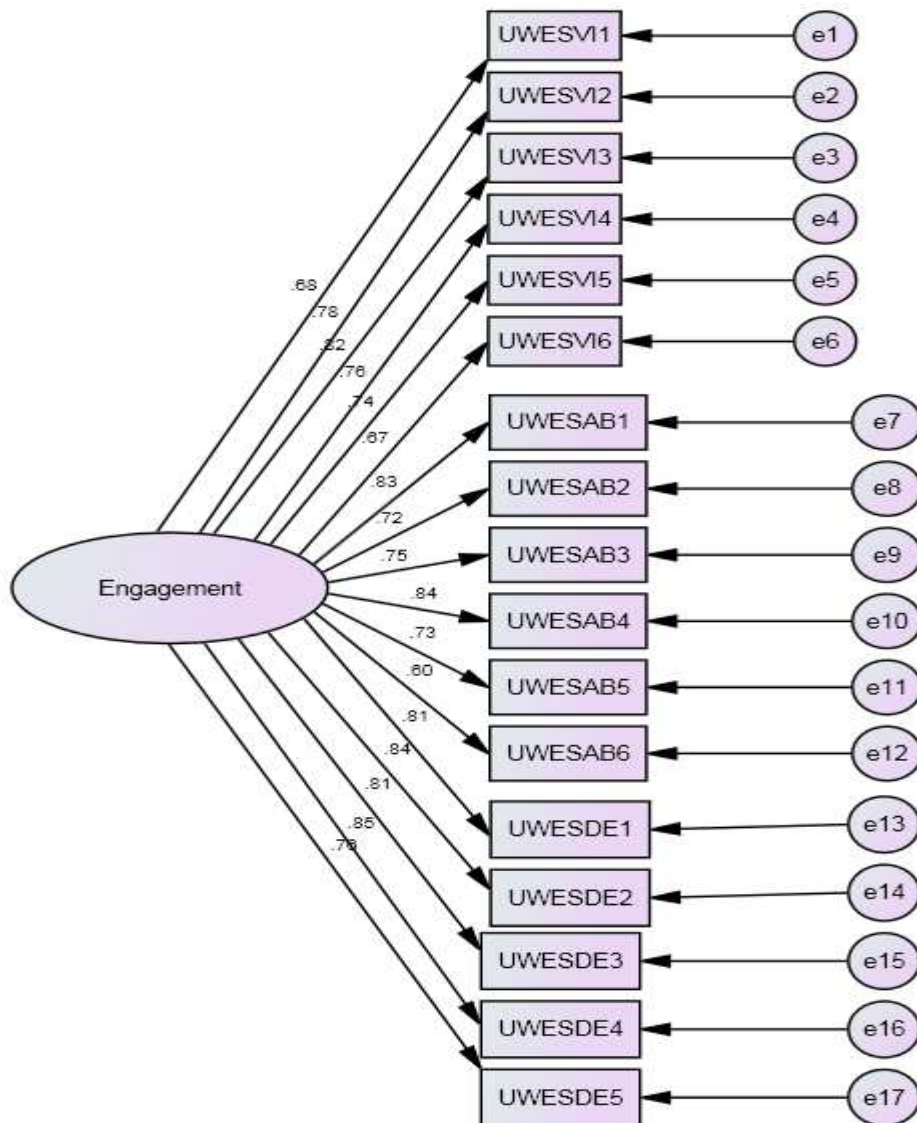 UWESVI1 e1
UWESVI2 e2
UWESVI3 e3
UWESVI4 e4
UWESVI5 e5
.68
.78
UWESVI6 e6
.82
.76
.74
UWESAB1 e7
.67
.83
UWESAB2 e8
.72
UWESAB3 e9
.75
Engagement
.84
UWESAB4 e10
.73
UWESAB5 e11
.60
.81
UWESAB6 e12
.84
.81
UWESDE1 e13
.85
UWESDE2 e14
UWESDE3 e15
UWESDE4 e16
UWESDE5 e17